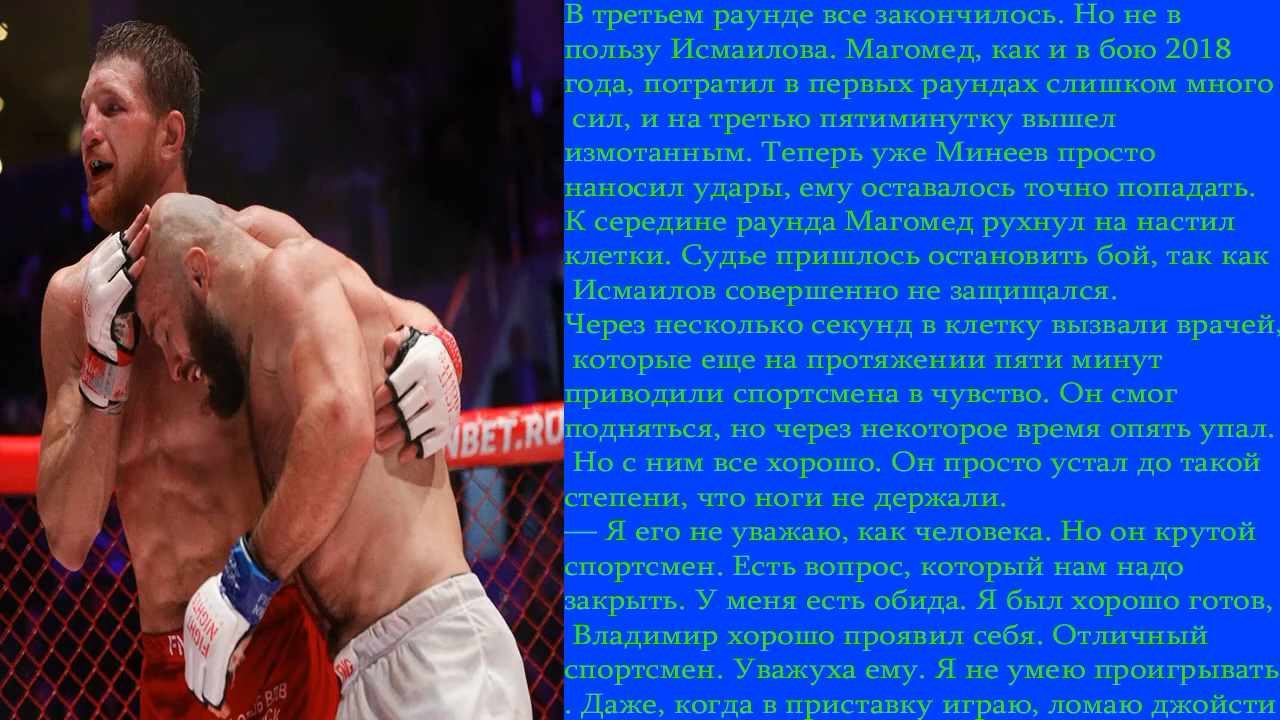 В третьем раунде все закончилось. Но не в
пользу Исмаилова. Магомед, как и в бою 2018
года, потратил в первых раундах слишком много
сил, и на третью пятиминутку вышел
измотанным. Теперь уже Минеев просто
наносил удары, ему оставалось точно попадать.
К середине раунда Магомед рухнул на настил
клетки. Судье пришлось остановить бой, так как
Исмаилов совершенно не защищался.
Через несколько секунд в клетку вызвали врачей,
которые еще на протяжении пяти минут
приводили спортсмена в чувство. Он смог
подняться, но через некоторое время опять упал.
Но с ним все хорошо. Он просто устал до такой
степени, что ноги не держали.
— Я его не уважаю, как человека. Но он крутой
спортсмен. Есть вопрос, который нам надо
закрыть. У меня есть обида. Я был хорошо готов,
Владимир хорошо проявил себя. Отличный
спортсмен. Уважуха ему. Я не умею проигрывать
. Даже, когда в приставку играю, ломаю джойсти
NBET.RU
FIGHT
NIGHTS